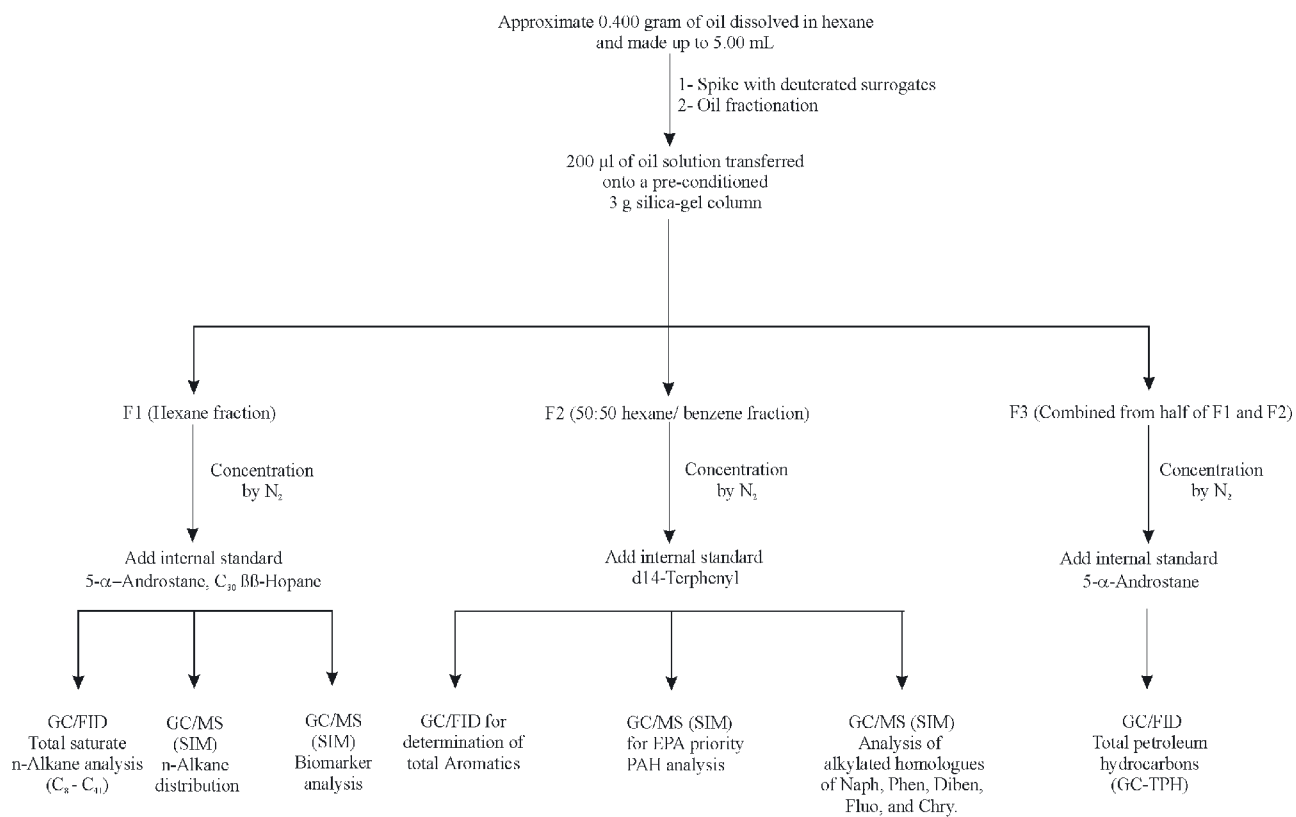 Approximate 0.400 gram of oil dissolved in hexane
and made up to 5.00 mL
1- Spike with deuterated surrogates
2- Oil fractionation
200 µl of oil solution transferred
onto a pre-conditioned
3 g silica-gel column
F1 (Hexane fraction)
F2 (50:50 hexane/ benzene fraction)
F3 (Combined from half of F1 and F2)
Concentration
by N₂
Concentration
by N₂
Concentration
by N₂
Add internal standard
5-α–Androstane, C₃₀ ßß-Hopane
Add internal standard
d14-Terphenyl
Add internal standard
5-α-Androstane
GC/FID
Total saturate
n-Alkane analysis
(C₈ - C₄₁)
GC/MS
(SIM)
n-Alkane
distribution
GC/MS
(SIM)
Biomarker
analysis
GC/FID for
determination of
total Aromatics
GC/MS (SIM)
for EPA priority
PAH analysis
GC/MS (SIM)
Analysis of
alkylated homologues
of Naph, Phen, Diben,
Fluo, and Chry.
GC/FID
Total petroleum
hydrocarbons
(GC-TPH)